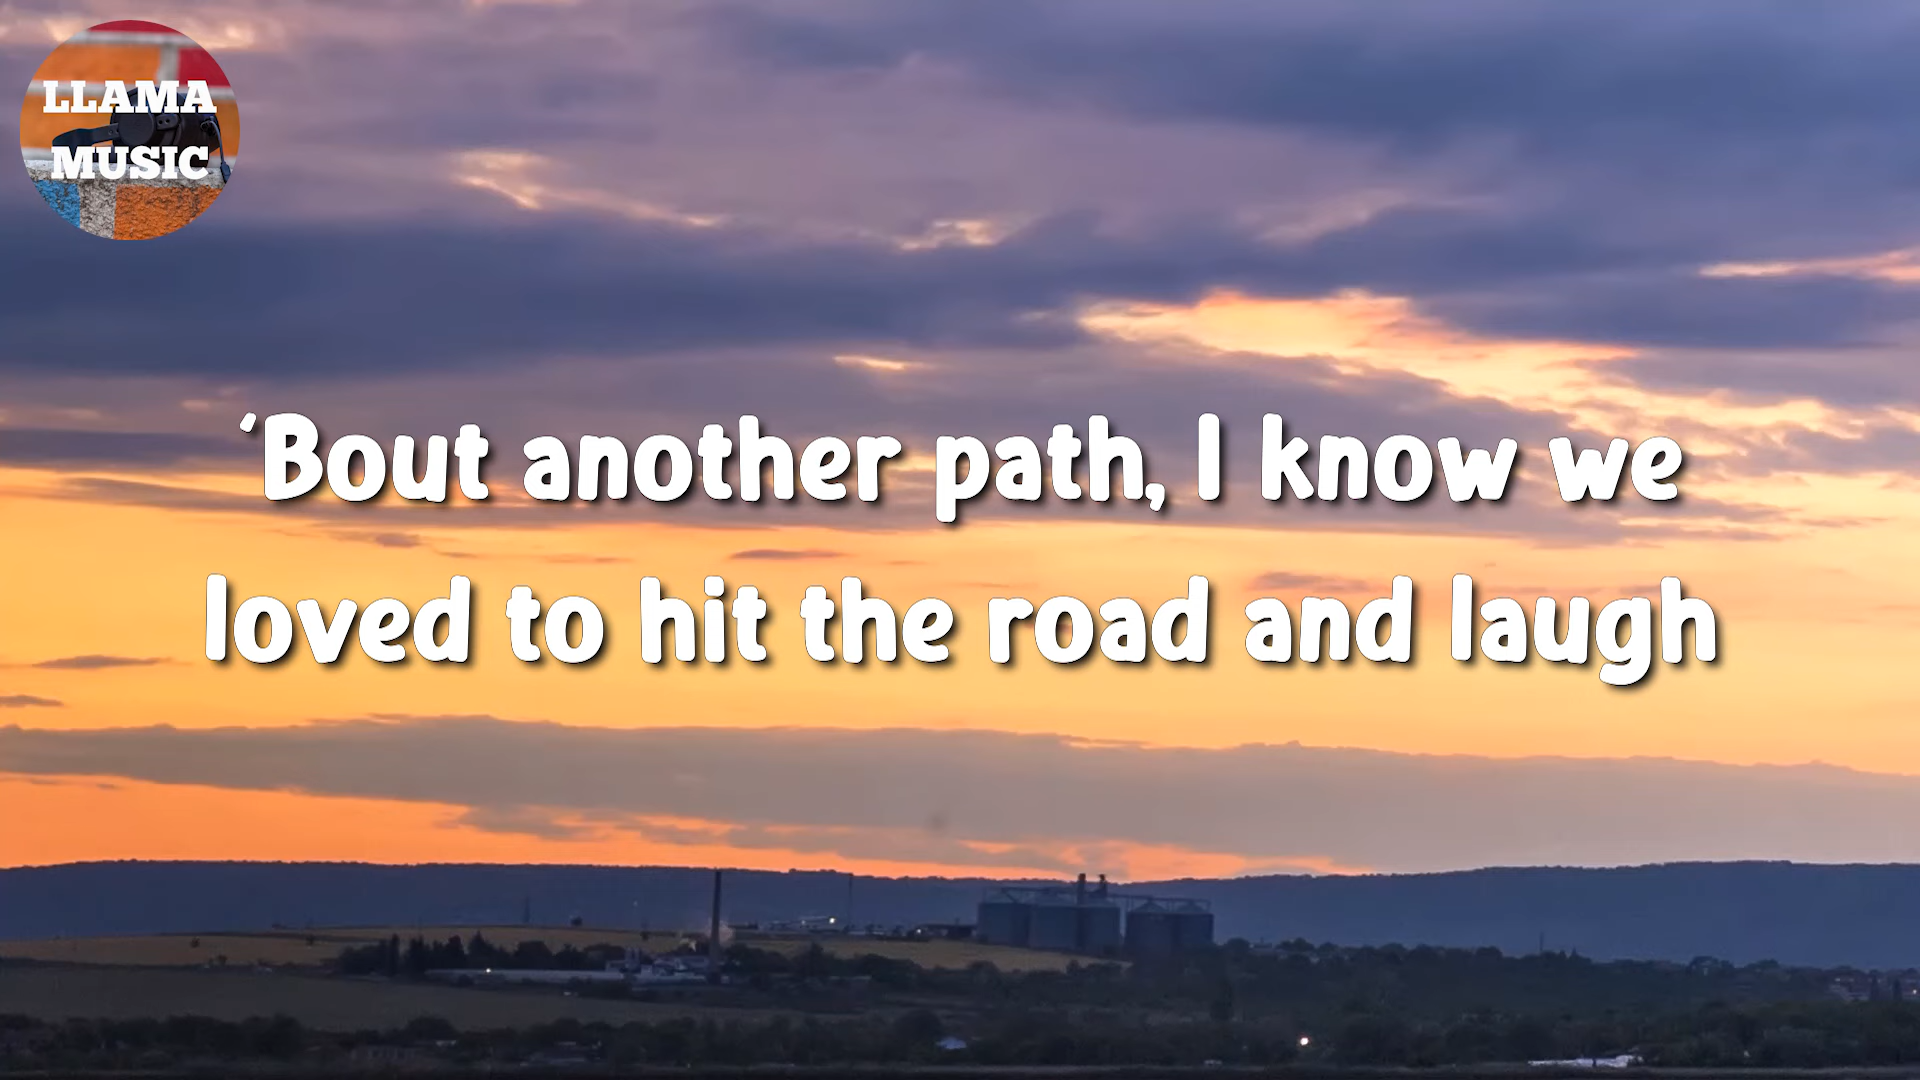 LLAMA
MUSIC
'Bout another path, I know we
loved to hit the road and laugh